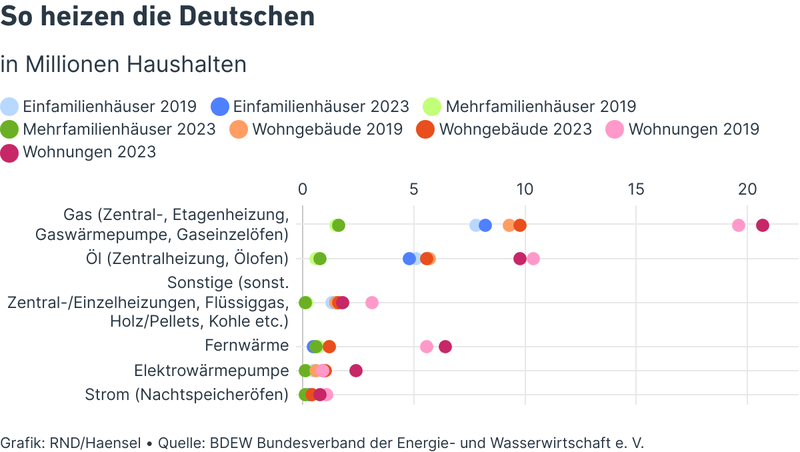 So heizen die Deutschen
in Millionen Haushalten
Einfamilienhäuser 2019 Einfamilienhäuser 2023 Mehrfamilienhäuser 2019
Mehrfamilienhäuser 2023 Wohngebäude 2019 Wohngebäude 2023 Wohnungen 2019
Wohnungen 2023
0 5 10 15 20
Gas (Zentral-, Etagenheizung,
Gaswärmepumpe, Gaseinzelöfen)
Öl (Zentralheizung, Ölofen)
Sonstige (sonst.
Zentral-/Einzelheizungen, Flüssiggas,
Holz/Pellets, Kohle etc.)
Fernwärme
Elektrowärmepumpe
Strom (Nachtspeicheröfen)
Grafik: RND/Haensel • Quelle: BDEW Bundesverband der Energie- und Wasserwirtschaft e. V.